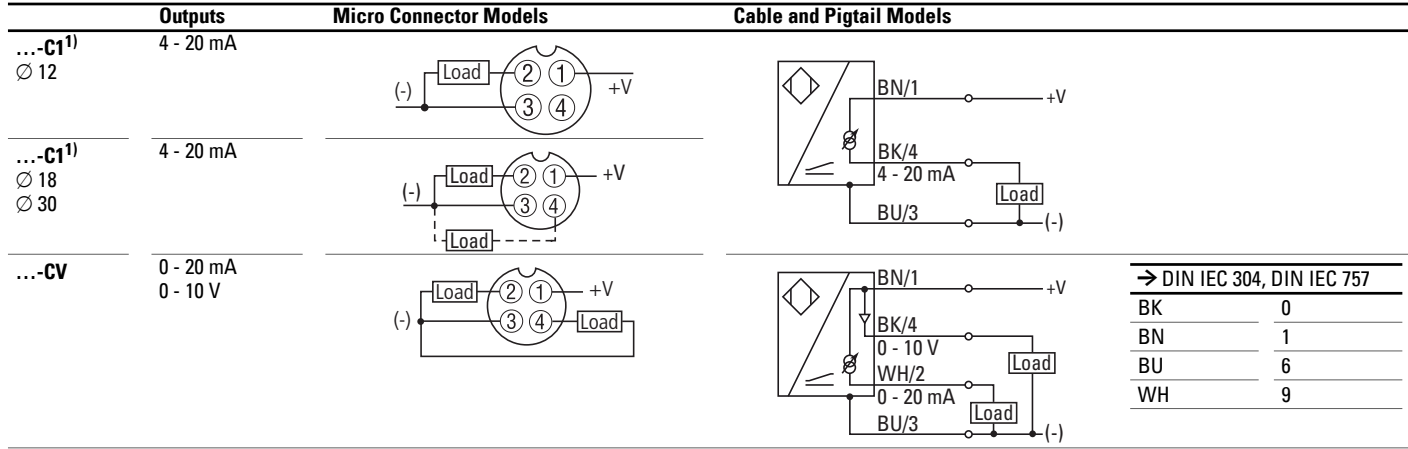 Outputs Micro Connector Models Cable and Pigtail Models
…-C11) 4 - 20 mA
∅ 12
Load 2 1
(-) +V
3 4
BN/1 +V
BK/4
4 - 20 mA
Load
BU/3 (-)
…-C11) 4 - 20 mA
∅ 18
∅ 30
Load 2 1 +V
(-)
3 4
Load
…-CV 0 - 20 mA
0 - 10 V
Load 2 1 +V
(-) 3 4 Load
BN/1 +V
BK/4
0 - 10 V
Load
WH/2
0 - 20 mA
Load
BU/3 (-)
→ DIN IEC 304, DIN IEC 757
BK 0
BN 1
BU 6
WH 9